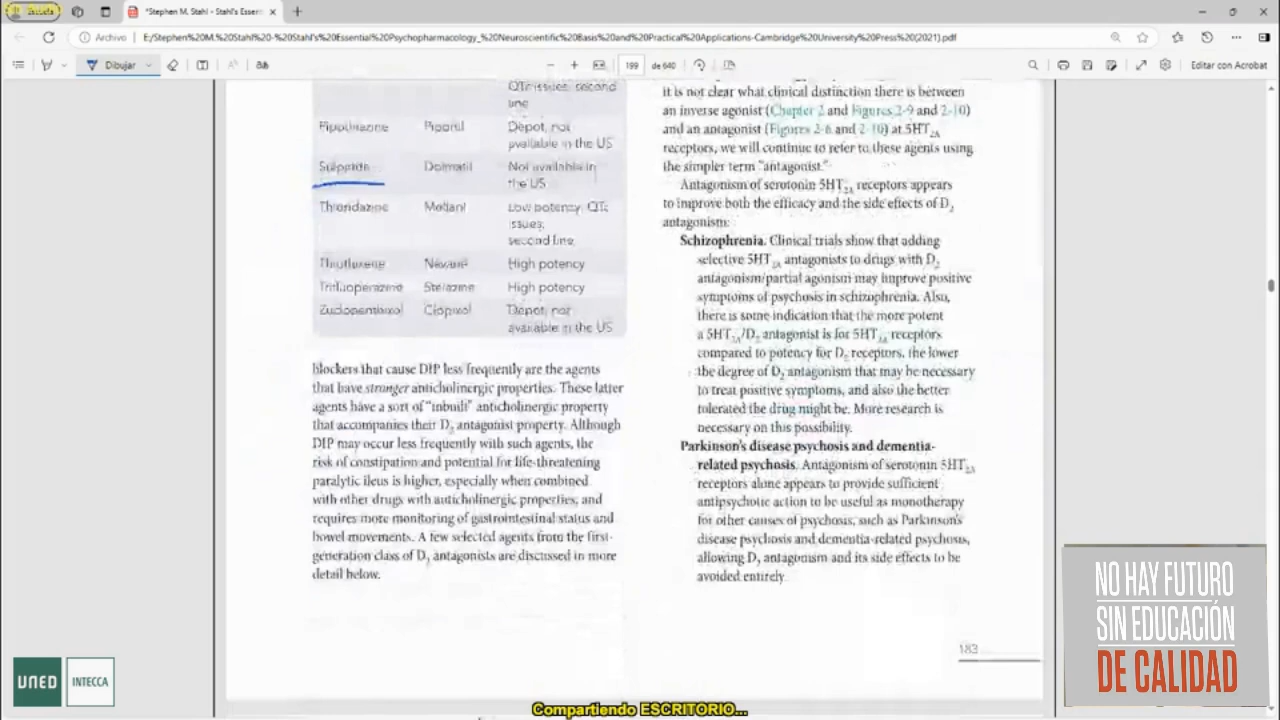 Escuela
*Stephen M. Stahl - Stahl's Essen
Archivo
E:/Stephen%20M.%20Stahl%20-%20Stahl's%20Essential%20Psychopharmacology_%20Neuroscientific%20Basis%20and%20Practical%20Applications-Cambridge%20University%20Press%20(2021).pdf
Dibujar
199 de 640
Editar con Acrobat
QTc issues, second
line
Pipothiazine Piportil Depot, not
available in the US
Sulpiride Dolmatil Not available in
the US
Thioridazine Mellaril Low potency, QTc
issues,
second line
Thiothixene Navane High potency
Trifluoperazine Stelazine High potency
Zuclopenthixol Clopixol Depot, not
available in the US
blockers that cause DIP less frequently are the agents
that have stronger anticholinergic properties. These latter
agents have a sort of "inbuilt" anticholinergic property
that accompanies their D2 antagonist property. Although
DIP may occur less frequently with such agents, the
risk of constipation and potential for life-threatening
paralytic ileus is higher, especially when combined
with other drugs with anticholinergic properties, and
requires more monitoring of gastrointestinal status and
bowel movements. A few selected agents from the first-
generation class of D2 antagonists are discussed in more
detail below.
it is not clear what clinical distinction there is between
an inverse agonist (Chapter 2 and Figures 2-9 and 2-10)
and an antagonist (Figures 2-6 and 2-10) at 5HT2A
receptors, we will continue to refer to these agents using
the simpler term "antagonist."
Antagonism of serotonin 5HT2A receptors appears
to improve both the efficacy and the side effects of D2
antagonism:
Schizophrenia. Clinical trials show that adding
selective 5HT2A antagonists to drugs with D2
antagonism/partial agonism may improve positive
symptoms of psychosis in schizophrenia. Also,
there is some indication that the more potent
a 5HT2A/D2 antagonist is for 5HT2A receptors
compared to potency for D2 receptors, the lower
the degree of D2 antagonism that may be necessary
to treat positive symptoms, and also the better
tolerated the drug might be. More research is
necessary on this possibility.
Parkinson's disease psychosis and dementia-
related psychosis. Antagonism of serotonin 5HT2A
receptors alone appears to provide sufficient
antipsychotic action to be useful as monotherapy
for other causes of psychosis, such as Parkinson's
disease psychosis and dementia-related psychosis,
allowing D2 antagonism and its side effects to be
avoided entirely.
183
NO HAY FUTURO
SIN EDUCACIÓN
DE CALIDAD
UNED
INTECCA
Compartiendo ESCRITORIO...